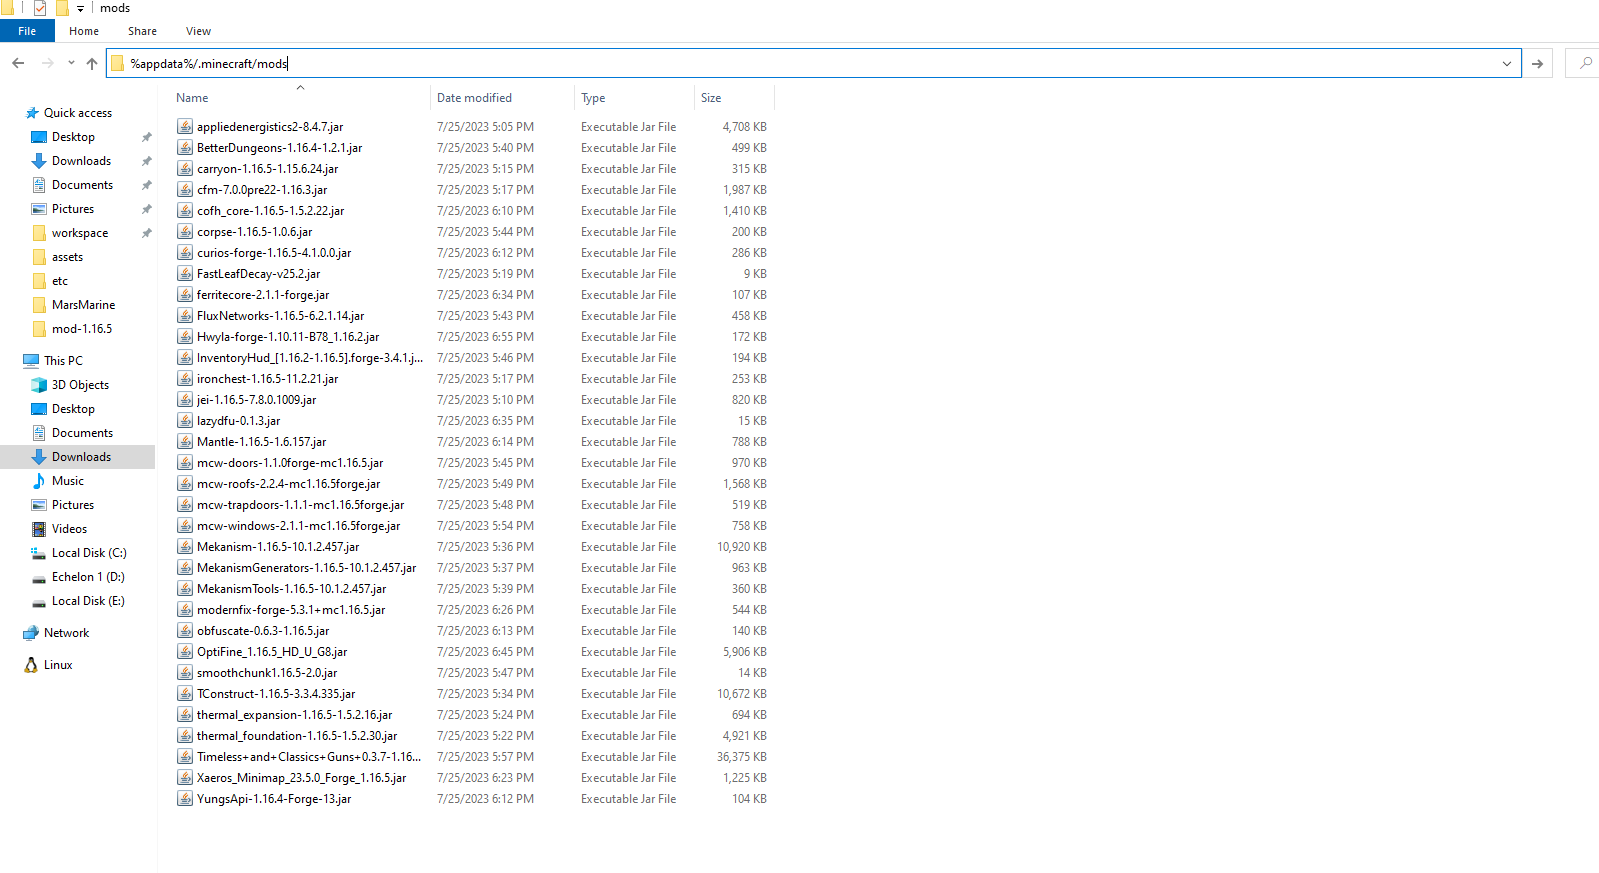 mods
File Home Share View
%appdata%/.minecraft/mods
Quick access
Desktop
Downloads
Documents
Pictures
workspace
assets
etc
MarsMarine
mod-1.16.5
This PC
3D Objects
Desktop
Documents
Downloads
Music
Pictures
Videos
Local Disk (C:)
Echelon 1 (D:)
Local Disk (E:)
Network
Linux
Name Date modified Type Size
appliedenergistics2-8.4.7.jar 7/25/2023 5:05 PM Executable Jar File 4,708 KB
BetterDungeons-1.16.4-1.2.1.jar 7/25/2023 5:40 PM Executable Jar File 499 KB
carryon-1.16.5-1.15.6.24.jar 7/25/2023 5:15 PM Executable Jar File 315 KB
cfm-7.0.0pre22-1.16.3.jar 7/25/2023 5:17 PM Executable Jar File 1,987 KB
cofh_core-1.16.5-1.5.2.22.jar 7/25/2023 6:10 PM Executable Jar File 1,410 KB
corpse-1.16.5-1.0.6.jar 7/25/2023 5:44 PM Executable Jar File 200 KB
curios-forge-1.16.5-4.1.0.0.jar 7/25/2023 6:12 PM Executable Jar File 286 KB
FastLeafDecay-v25.2.jar 7/25/2023 5:19 PM Executable Jar File 9 KB
ferritecore-2.1.1-forge.jar 7/25/2023 6:34 PM Executable Jar File 107 KB
FluxNetworks-1.16.5-6.2.1.14.jar 7/25/2023 5:43 PM Executable Jar File 458 KB
Hwyla-forge-1.10.11-B78_1.16.2.jar 7/25/2023 6:55 PM Executable Jar File 172 KB
InventoryHud_[1.16.2-1.16.5].forge-3.4.1.j... 7/25/2023 5:46 PM Executable Jar File 194 KB
ironchest-1.16.5-11.2.21.jar 7/25/2023 5:17 PM Executable Jar File 253 KB
jei-1.16.5-7.8.0.1009.jar 7/25/2023 5:10 PM Executable Jar File 820 KB
lazydfu-0.1.3.jar 7/25/2023 6:35 PM Executable Jar File 15 KB
Mantle-1.16.5-1.6.157.jar 7/25/2023 6:14 PM Executable Jar File 788 KB
mcw-doors-1.1.0forge-mc1.16.5.jar 7/25/2023 5:45 PM Executable Jar File 970 KB
mcw-roofs-2.2.4-mc1.16.5forge.jar 7/25/2023 5:49 PM Executable Jar File 1,568 KB
mcw-trapdoors-1.1.1-mc1.16.5forge.jar 7/25/2023 5:48 PM Executable Jar File 519 KB
mcw-windows-2.1.1-mc1.16.5forge.jar 7/25/2023 5:54 PM Executable Jar File 758 KB
Mekanism-1.16.5-10.1.2.457.jar 7/25/2023 5:36 PM Executable Jar File 10,920 KB
MekanismGenerators-1.16.5-10.1.2.457.jar 7/25/2023 5:37 PM Executable Jar File 963 KB
MekanismTools-1.16.5-10.1.2.457.jar 7/25/2023 5:39 PM Executable Jar File 360 KB
modernfix-forge-5.3.1+mc1.16.5.jar 7/25/2023 6:26 PM Executable Jar File 544 KB
obfuscate-0.6.3-1.16.5.jar 7/25/2023 6:13 PM Executable Jar File 140 KB
OptiFine_1.16.5_HD_U_G8.jar 7/25/2023 6:45 PM Executable Jar File 5,906 KB
smoothchunk1.16.5-2.0.jar 7/25/2023 5:47 PM Executable Jar File 14 KB
TConstruct-1.16.5-3.3.4.335.jar 7/25/2023 5:34 PM Executable Jar File 10,672 KB
thermal_expansion-1.16.5-1.5.2.16.jar 7/25/2023 5:24 PM Executable Jar File 694 KB
thermal_foundation-1.16.5-1.5.2.30.jar 7/25/2023 5:22 PM Executable Jar File 4,921 KB
Timeless+and+Classics+Guns+0.3.7-1.16... 7/25/2023 5:57 PM Executable Jar File 36,375 KB
Xaeros_Minimap_23.5.0_Forge_1.16.5.jar 7/25/2023 6:23 PM Executable Jar File 1,225 KB
YungsApi-1.16.4-Forge-13.jar 7/25/2023 6:12 PM Executable Jar File 104 KB